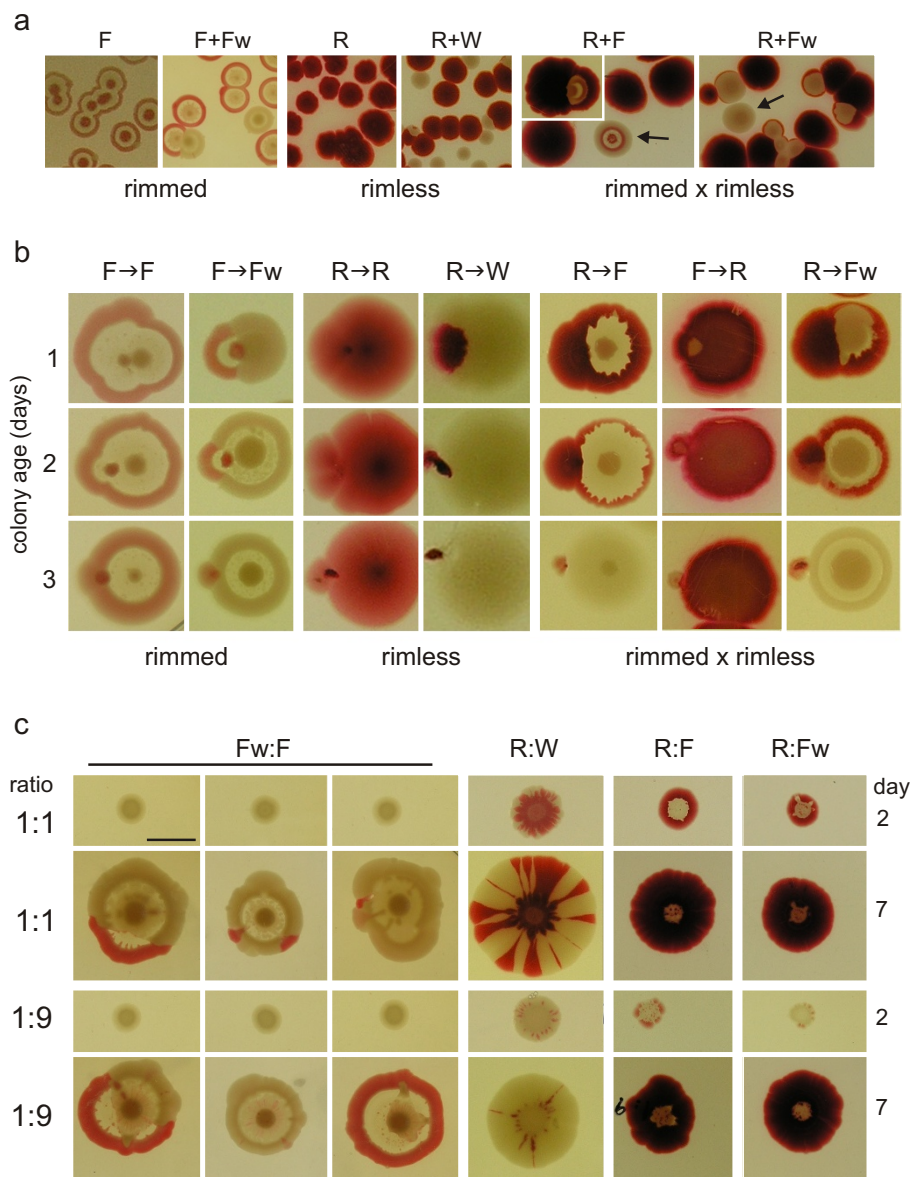 a
F F+Fw R R+W R+F R+Fw
rimmed rimless rimmed x rimless
b
F→F F→Fw R→R R→W R→F F→R R→Fw
colony age (days)
1
2
3
rimmed rimless rimmed x rimless
c
Fw:F R:W R:F R:Fw
ratio day
1:1 2
1:1 7
1:9 2
1:9 7
6